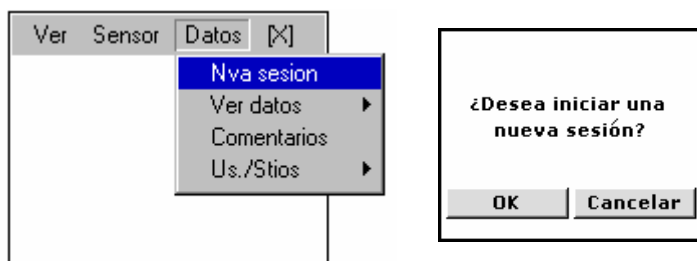 Ver Sensor Datos [X]
Nva sesion
Ver datos
Comentarios
Us./Stios
¿Desea iniciar una
nueva sesión?
OK Cancelar